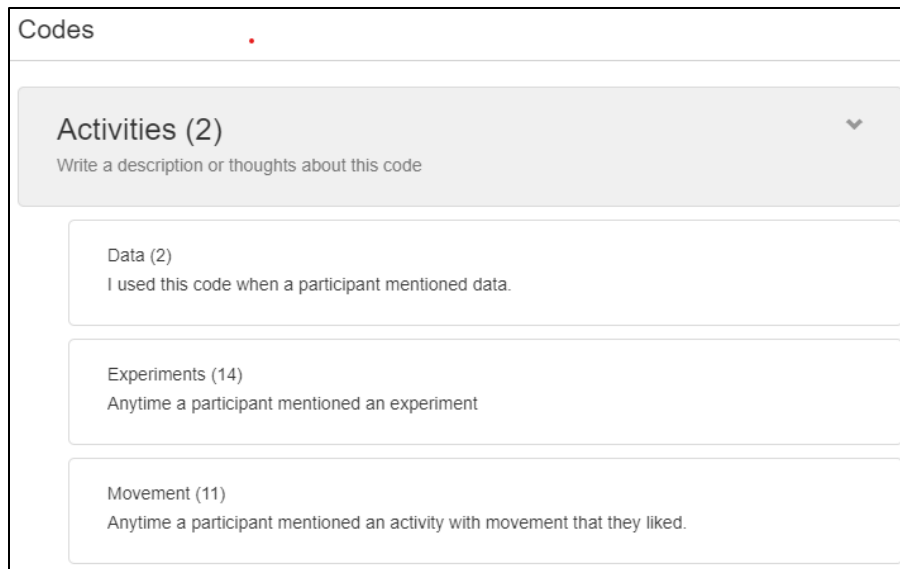 Codes
Activities (2)
Write a description or thoughts about this code
Data (2)
I used this code when a participant mentioned data.
Experiments (14)
Anytime a participant mentioned an experiment
Movement (11)
Anytime a participant mentioned an activity with movement that they liked.